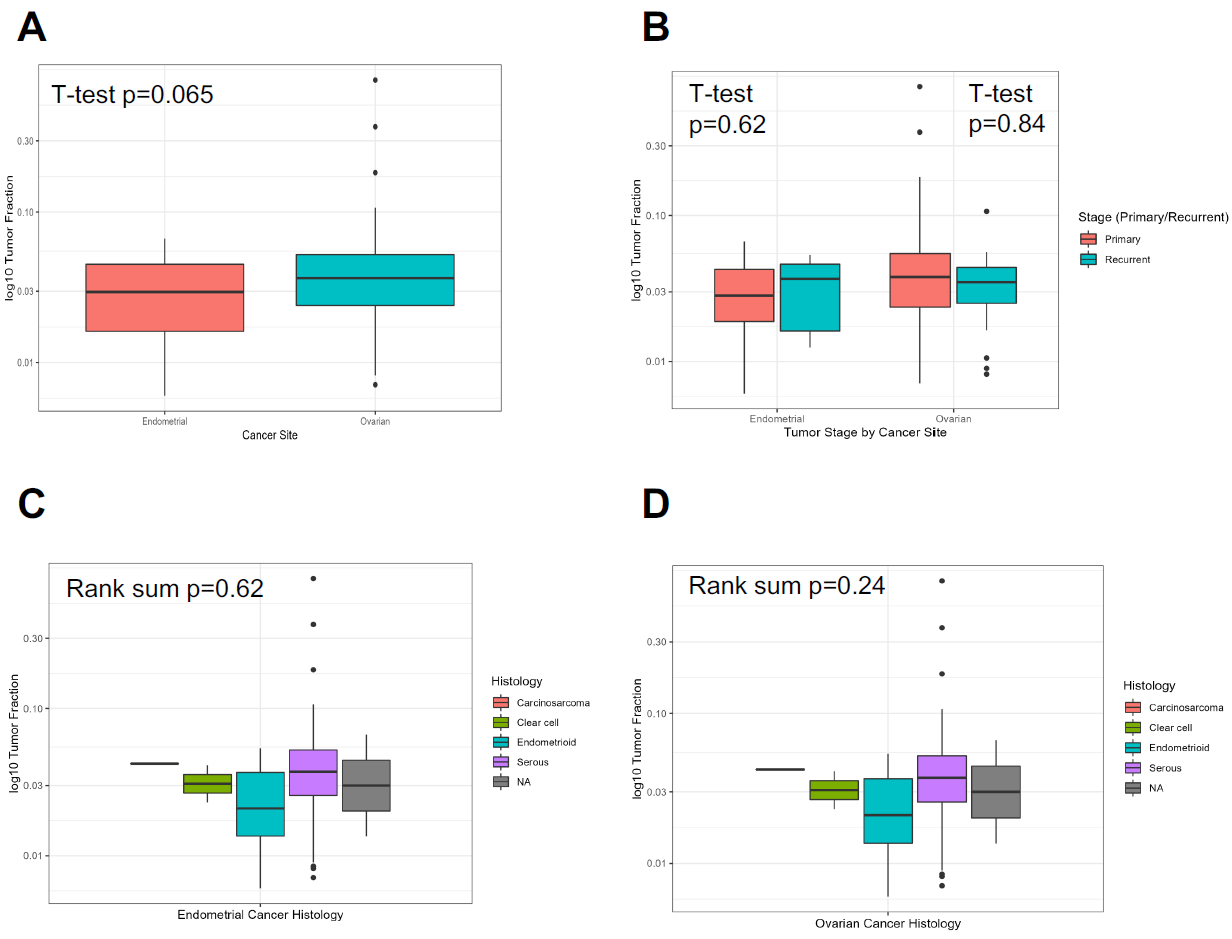 A
T-test p=0.065
0.30
0.10
0.03
0.01
log10 Tumor Fraction
Endometrial
Ovarian
Cancer Site
B
T-test
p=0.62
T-test
p=0.84
0.30
0.10
0.03
0.01
log10 Tumor Fraction
Endometrial
Ovarian
Tumor Stage by Cancer Site
Stage (Primary/Recurrent)
Primary
Recurrent
C
Rank sum p=0.62
0.30
0.10
0.03
0.01
log10 Tumor Fraction
Endometrial Cancer Histology
Histology
Carcinosarcoma
Clear cell
Endometrioid
Serous
NA
D
Rank sum p=0.24
0.30
0.10
0.03
0.01
log10 Tumor Fraction
Ovarian Cancer Histology
Histology
Carcinosarcoma
Clear cell
Endometrioid
Serous
NA